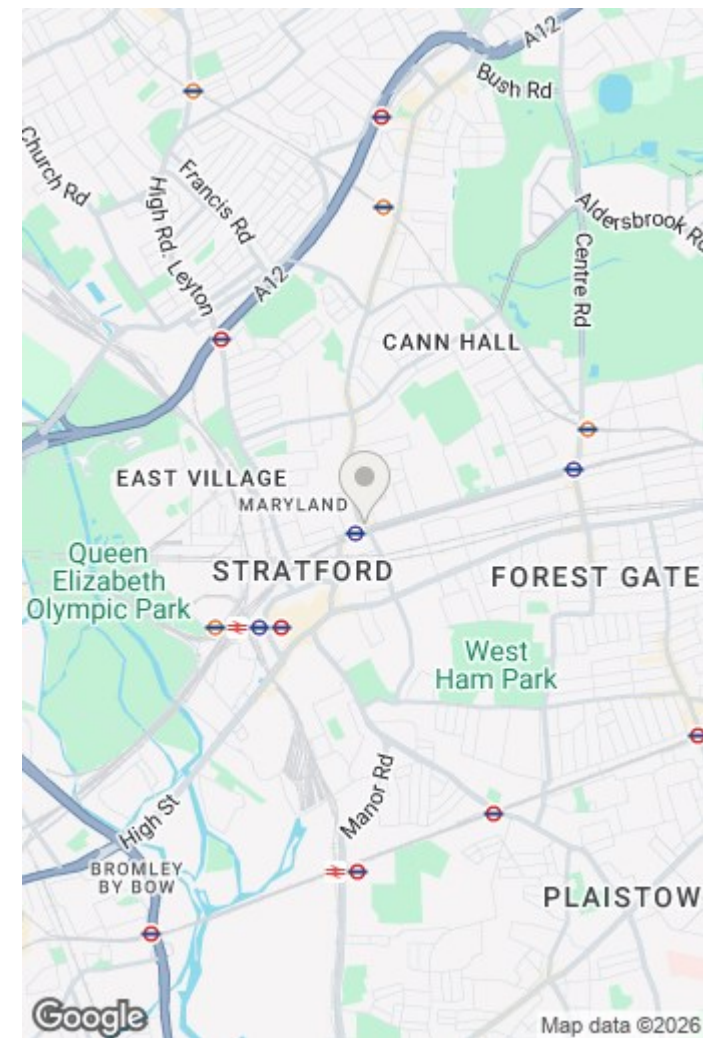 A12
Bush Rd
Church Rd
Francis Rd
High Rd. Leyton
Aldersbrook Rd
A12
Centre Rd
CANN HALL
EAST VILLAGE
MARYLAND
Queen
Elizabeth
Olympic Park
STRATFORD
FOREST GATE
West
Ham Park
Manor Rd
High St
BROMLEY
BY BOW
PLAISTOW
Google
Map data ©2026